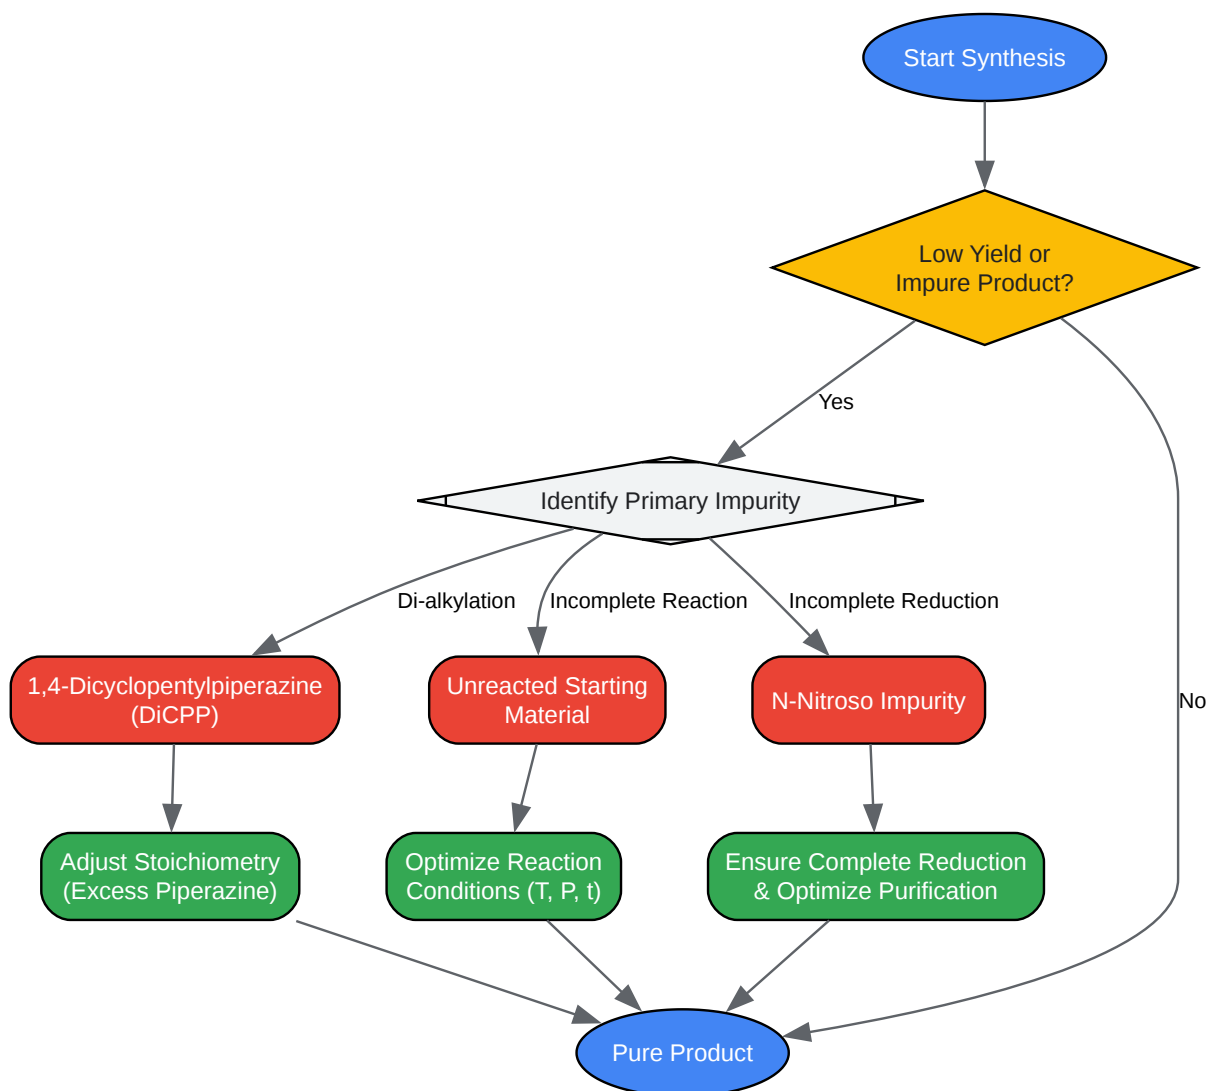 Start Synthesis
Low Yield or
Impure Product?
Yes
Identify Primary Impurity
Di-alkylation
Incomplete Reaction
Incomplete Reduction
1,4-Dicyclopentylpiperazine
(DiCPP)
Unreacted Starting
Material
N-Nitroso Impurity
No
Adjust Stoichiometry
(Excess Piperazine)
Optimize Reaction
Conditions (T, P, t)
Ensure Complete Reduction
& Optimize Purification
Pure Product